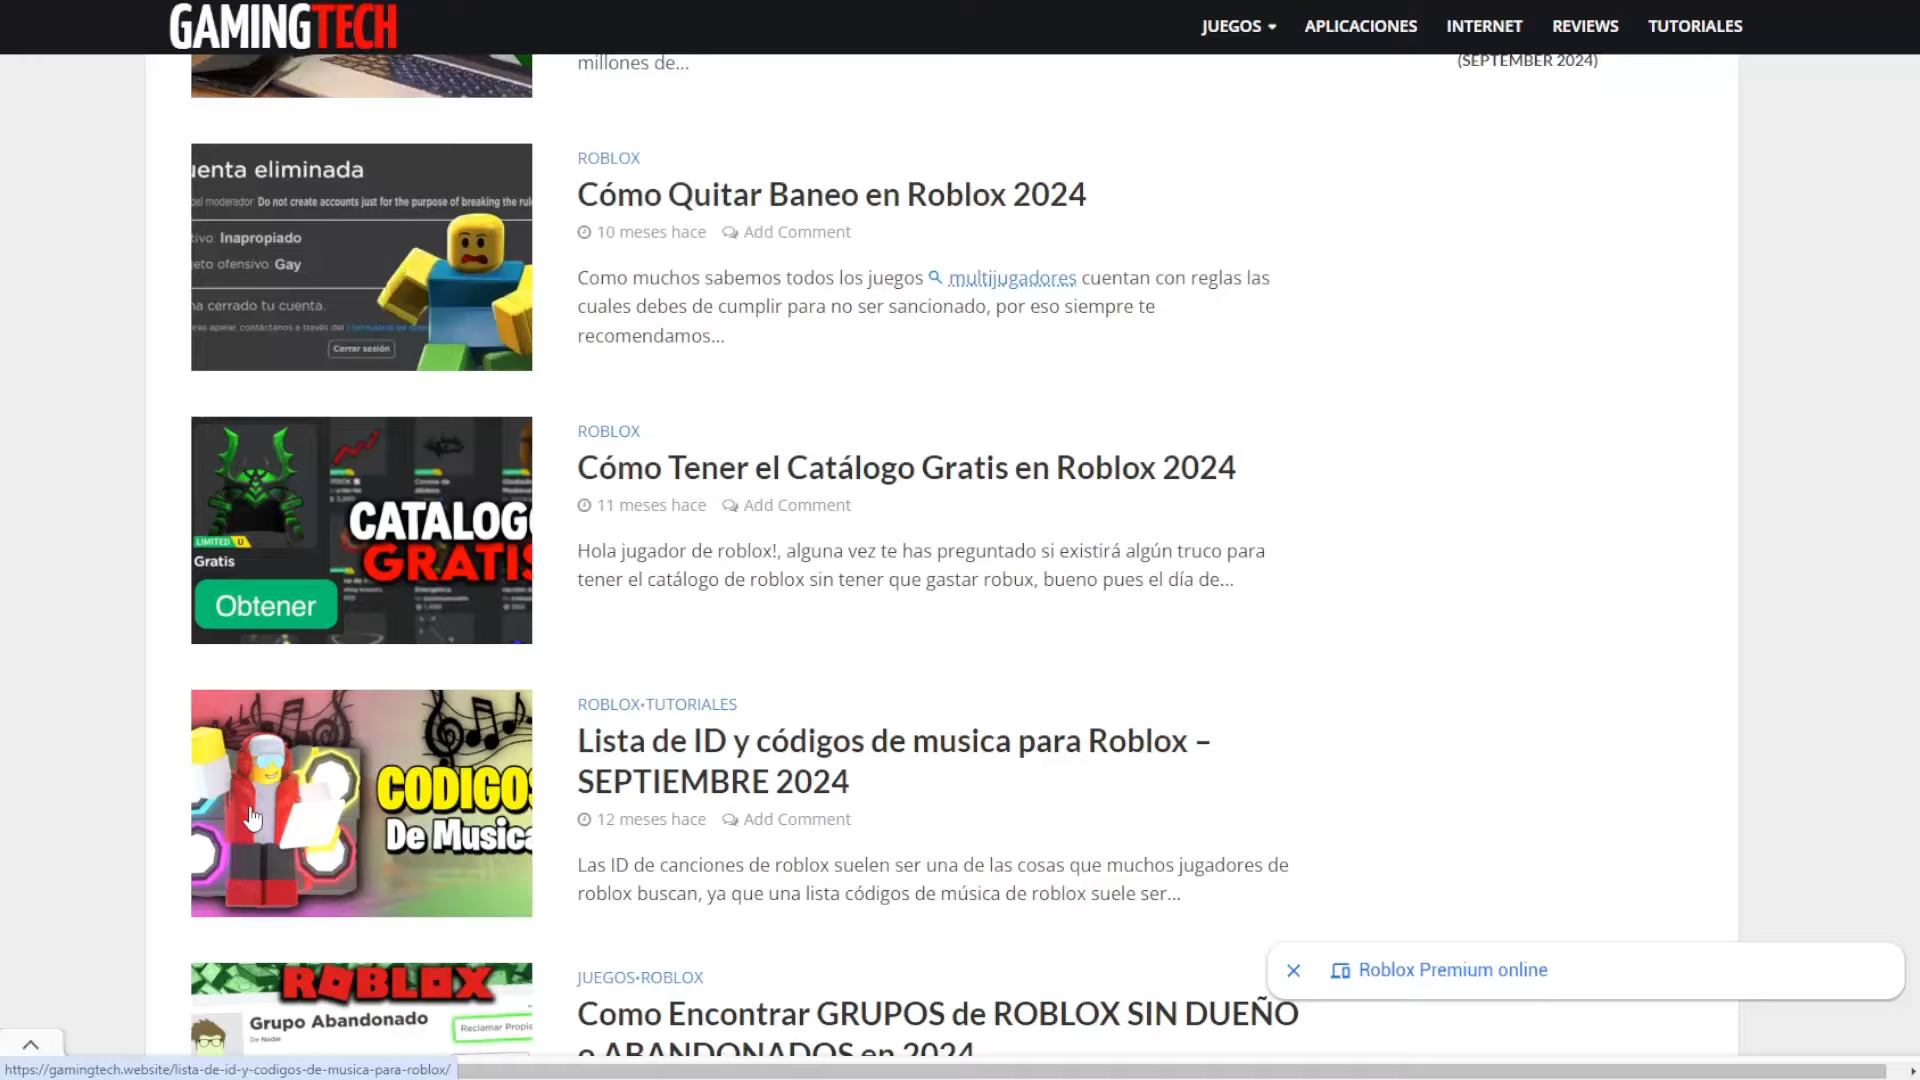 GAMINGTECH
JUEGOS APLICACIONES INTERNET REVIEWS TUTORIALES
millones de...
(SEPTEMBER 2024)
uenta eliminada
del moderador: Do not create accounts just for the purpose of breaking the rul
tivo: Inapropiado
jeto ofensivo: Gay
ha cerrado tu cuenta.
Cerrar sesión
ROBLOX
Cómo Quitar Baneo en Roblox 2024
10 meses hace Add Comment
Como muchos sabemos todos los juegos multijugadores cuentan con reglas las
cuales debes de cumplir para no ser sancionado, por eso siempre te
recomendamos...
LIMITED U
Gratis
Obtener
CATALOGO
GRATIS
ROBLOX
Cómo Tener el Catálogo Gratis en Roblox 2024
11 meses hace Add Comment
Hola jugador de roblox!, alguna vez te has preguntado si existirá algún truco para
tener el catálogo de roblox sin tener que gastar robux, bueno pues el día de...
CODIGOS
De Musica
ROBLOX•TUTORIALES
Lista de ID y códigos de musica para Roblox –
SEPTIEMBRE 2024
12 meses hace Add Comment
Las ID de canciones de roblox suelen ser una de las cosas que muchos jugadores de
roblox buscan, ya que una lista códigos de música de roblox suele ser...
ROBLOX
Grupo Abandonado
De Nadie
Reclamar Propie
JUEGOS•ROBLOX
Como Encontrar GRUPOS de ROBLOX SIN DUEÑO
o ABANDONADOS en 2024
Roblox Premium online
https://gamingtech.website/lista-de-id-y-codigos-de-musica-para-roblox/